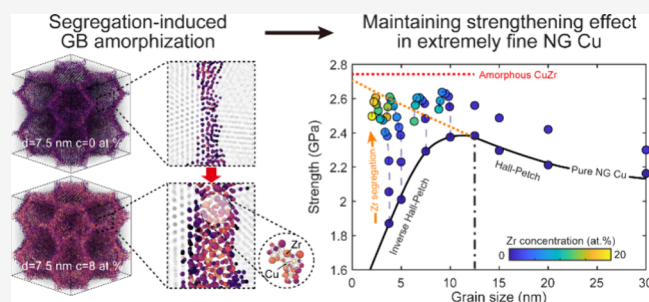 Segregation-induced
GB amorphization
Maintaining strengthening effect
in extremely fine NG Cu
d=7.5 nm c=0 at.%
d=7.5 nm c=8 at.%
Zr
Cu
Strength (GPa)
2.8
2.6
2.4
2.2
2.0
1.8
1.6
Amorphous CuZr
Zr segregation
Inverse Hall-Petch
Hall-Petch
Pure NG Cu
Zr concentration (at.%)
0
20
0
5
10
15
20
25
30
Grain size (nm)